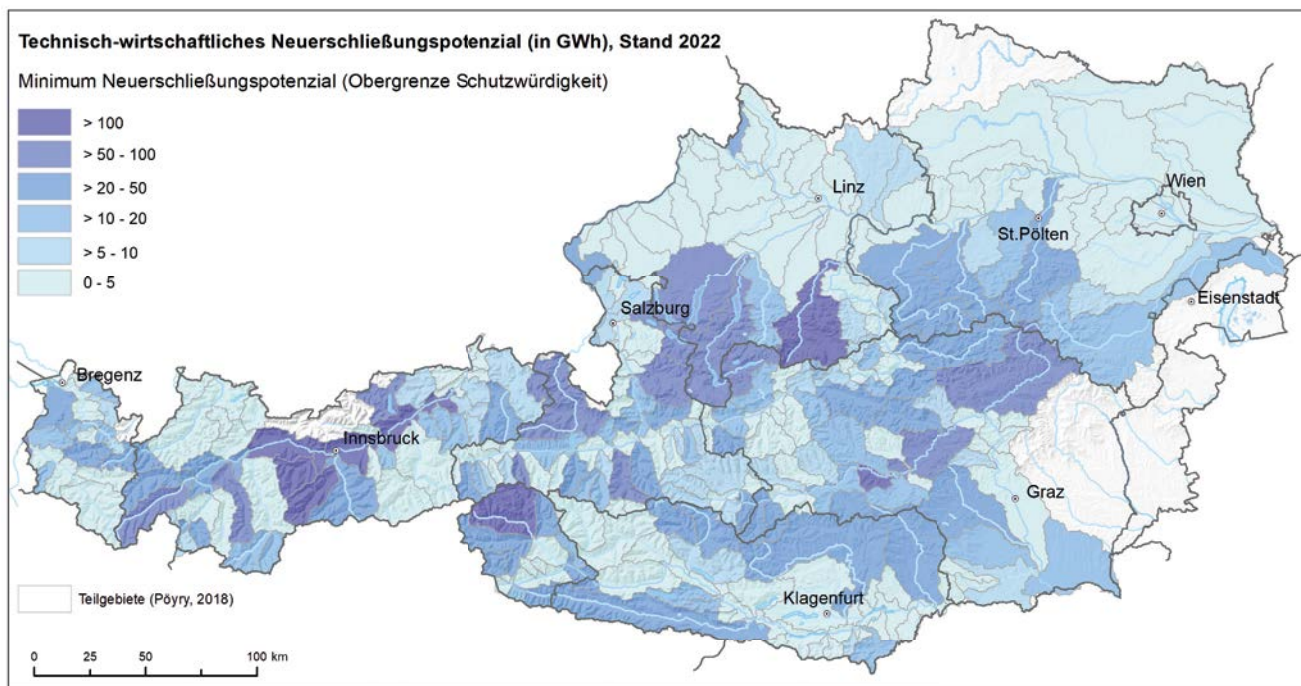 Technisch-wirtschaftliches Neuerschließungspotenzial (in GWh), Stand 2022
Minimum Neuerschließungspotenzial (Obergrenze Schutzwürdigkeit)
> 100
> 50 - 100
> 20 - 50
> 10 - 20
> 5 - 10
0 - 5
Linz
Wien
St.Pölten
Eisenstadt
Salzburg
Bregenz
Innsbruck
Graz
Klagenfurt
Teilgebiete (Pöyry, 2018)
0 25 50 100 km